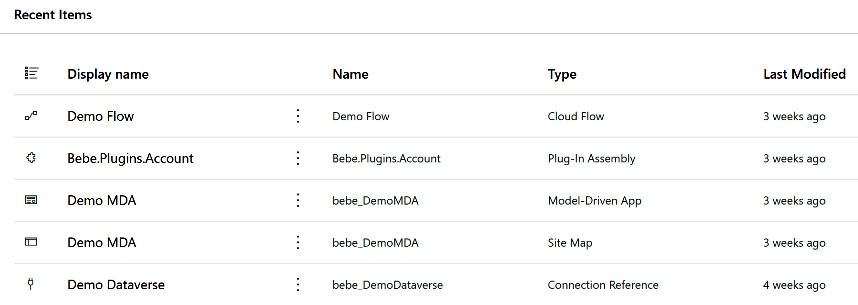 Recent Items
Display name Name Type Last Modified
Demo Flow Demo Flow Cloud Flow 3 weeks ago
Bebe.Plugins.Account Bebe.Plugins.Account Plug-In Assembly 3 weeks ago
Demo MDA bebe_DemoMDA Model-Driven App 3 weeks ago
Demo MDA bebe_DemoMDA Site Map 3 weeks ago
Demo Dataverse bebe_DemoDataverse Connection Reference 4 weeks ago